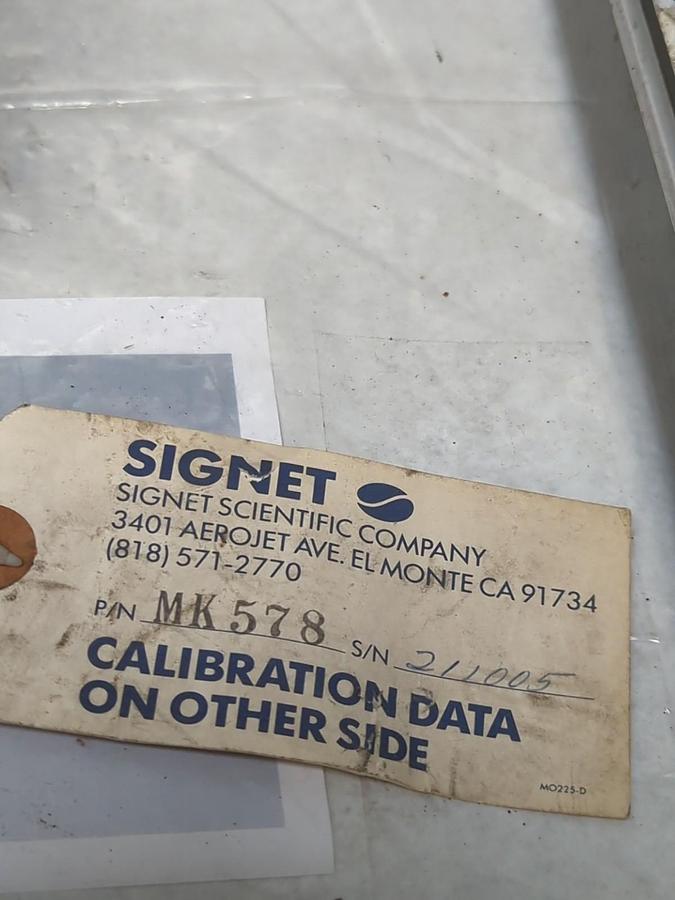 SIGNET
SIGNET SCIENTIFIC COMPANY
3401 AEROJET AVE. EL MONTE CA 91734
(818) 571-2770
P/N MK578 S/N 211005
CALIBRATION DATA
ON OTHER SIDE
MO225-D